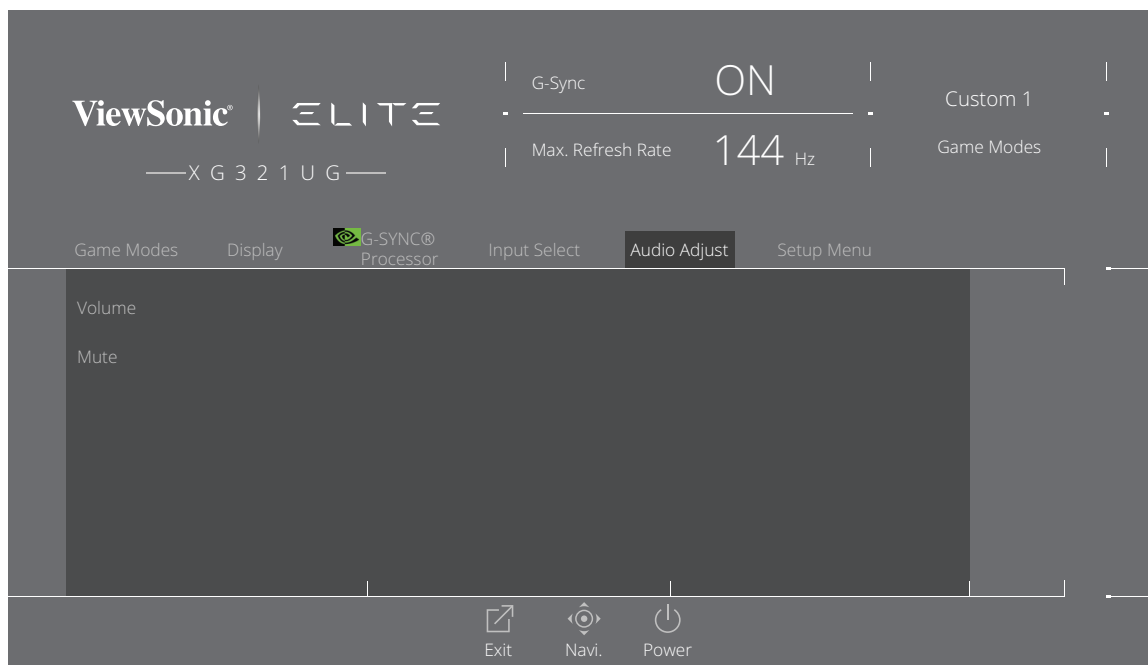 ViewSonic® ELITE
XG321UG
G-Sync ON
Max. Refresh Rate 144 Hz
Custom 1
Game Modes
Game Modes Display G-SYNC® Processor Input Select Audio Adjust Setup Menu
Volume
Mute
Exit Navi. Power